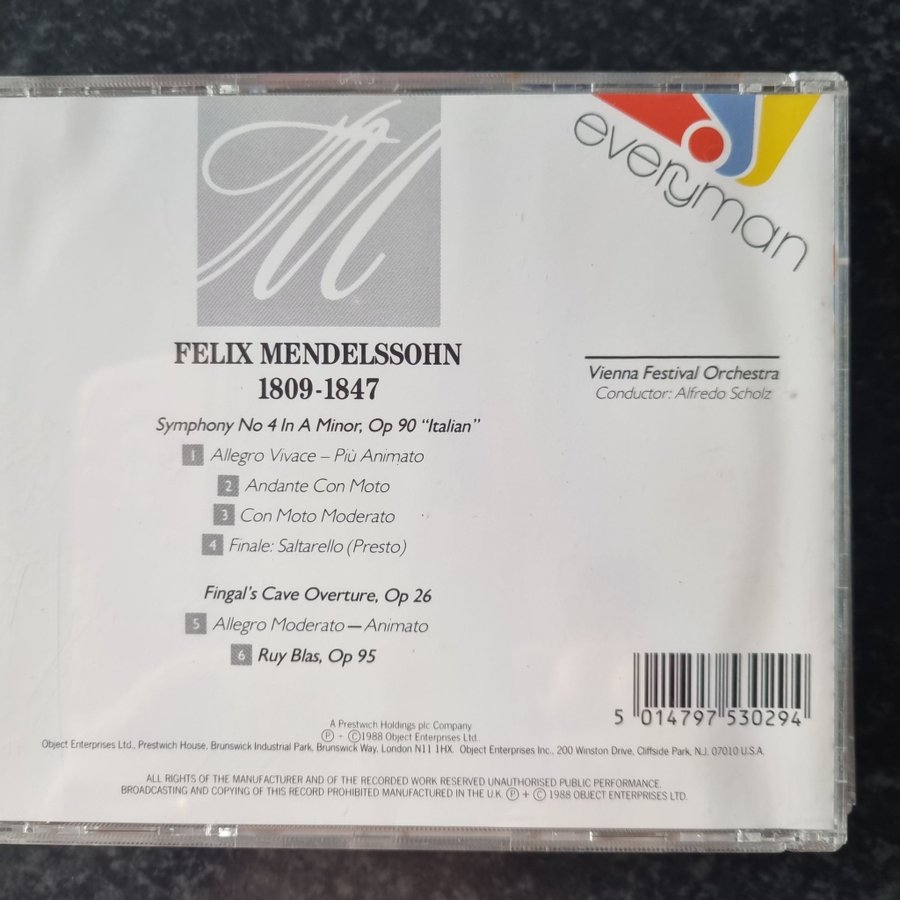 M
everyman
FELIX MENDELSSOHN
1809-1847
Symphony No 4 In A Minor, Op 90 "Italian"
1 Allegro Vivace – Più Animato
2 Andante Con Moto
3 Con Moto Moderato
4 Finale: Saltarello (Presto)
Fingal's Cave Overture, Op 26
5 Allegro Moderato — Animato
6 Ruy Blas, Op 95
Vienna Festival Orchestra
Conductor: Alfredo Scholz
5 014797 530294
A Prestwich Holdings plc Company
Ⓟ + Ⓒ1988 Object Enterprises Ltd.
Object Enterprises Ltd., Prestwich House, Brunswick Industrial Park, Brunswick Way, London N11 1HX. Object Enterprises Inc., 200 Winston Drive, Cliffside Park, N.J. 07010 U.S.A.
ALL RIGHTS OF THE MANUFACTURER AND OF THE RECORDED WORK RESERVED UNAUTHORISED PUBLIC PERFORMANCE.
BROADCASTING AND COPYING OF THIS RECORD PROHIBITED MANUFACTURED IN THE U.K. Ⓟ + Ⓒ 1988 OBJECT ENTERPRISES LTD.